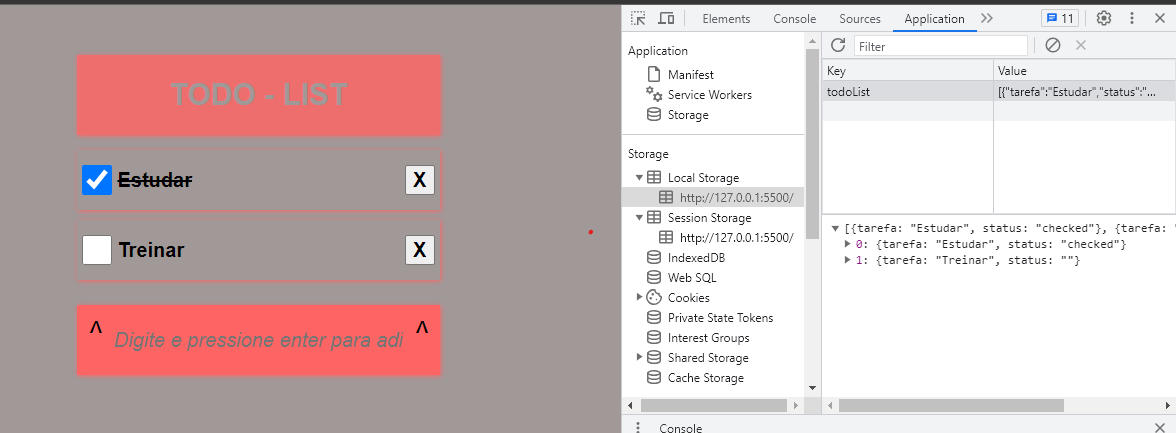 TODO - LIST
Estudar X
Treinar X
^ Digite e pressione enter para adi ^
Elements Console Sources Application 11
Application
Manifest
Service Workers
Storage
Storage
Local Storage
http://127.0.0.1:5500/
Session Storage
http://127.0.0.1:5500/
IndexedDB
Web SQL
Cookies
Private State Tokens
Interest Groups
Shared Storage
Cache Storage
Filter
Key Value
todoList [{"tarefa":"Estudar","status":"...
[{tarefa: "Estudar", status: "checked"}, {tarefa: "
0: {tarefa: "Estudar", status: "checked"}
1: {tarefa: "Treinar", status: ""}
Console